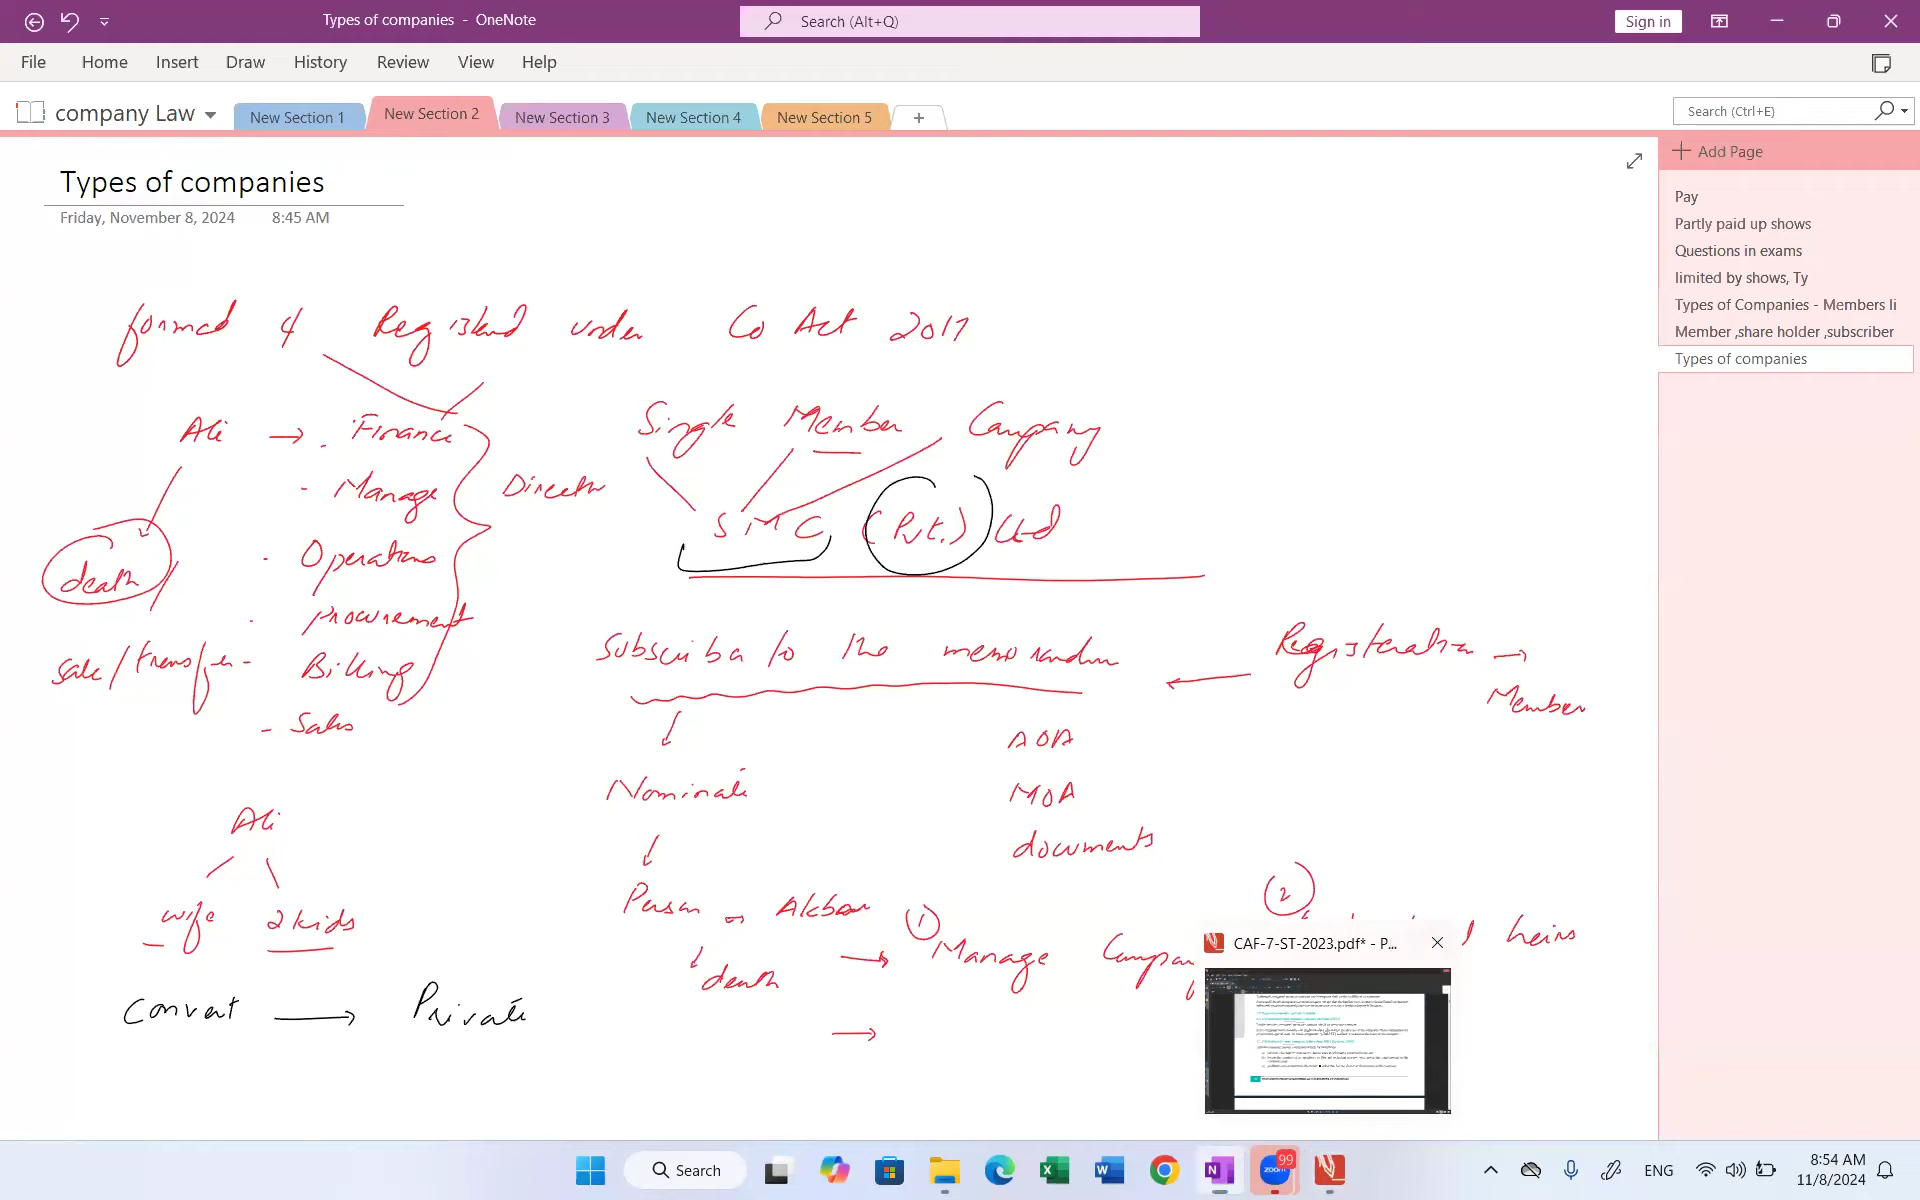 Types of companies - OneNote
Search (Alt+Q)
Sign in
File Home Insert Draw History Review View Help
company Law
New Section 1
New Section 2
New Section 3
New Section 4
New Section 5
+
Search (Ctrl+E)
Types of companies
Friday, November 8, 2024 8:45 AM
Add Page
Pay
Partly paid up shows
Questions in exams
limited by shows, Ty
Types of Companies - Members li
Member ,share holder ,subscriber
Types of companies
formed & Registered under Co Act 2017
Ali → . Finance
- Manage
- Operations
. Procurement
- Billing
- Sales
Director
death
Sale/transfer
Single Member Company
SMC (Pvt.) Ltd
Subscriber to the memorandum
← Registeration →
Member
Nominate
AOA
MOA
documents
Person → Akbar
death
→ ① Manage Company
②
heirs
→
Ali
wife 2 kids
Convert → Private
CAF-7-ST-2023.pdf* - P...
Search
zoom
99
ENG
8:54 AM
11/8/2024